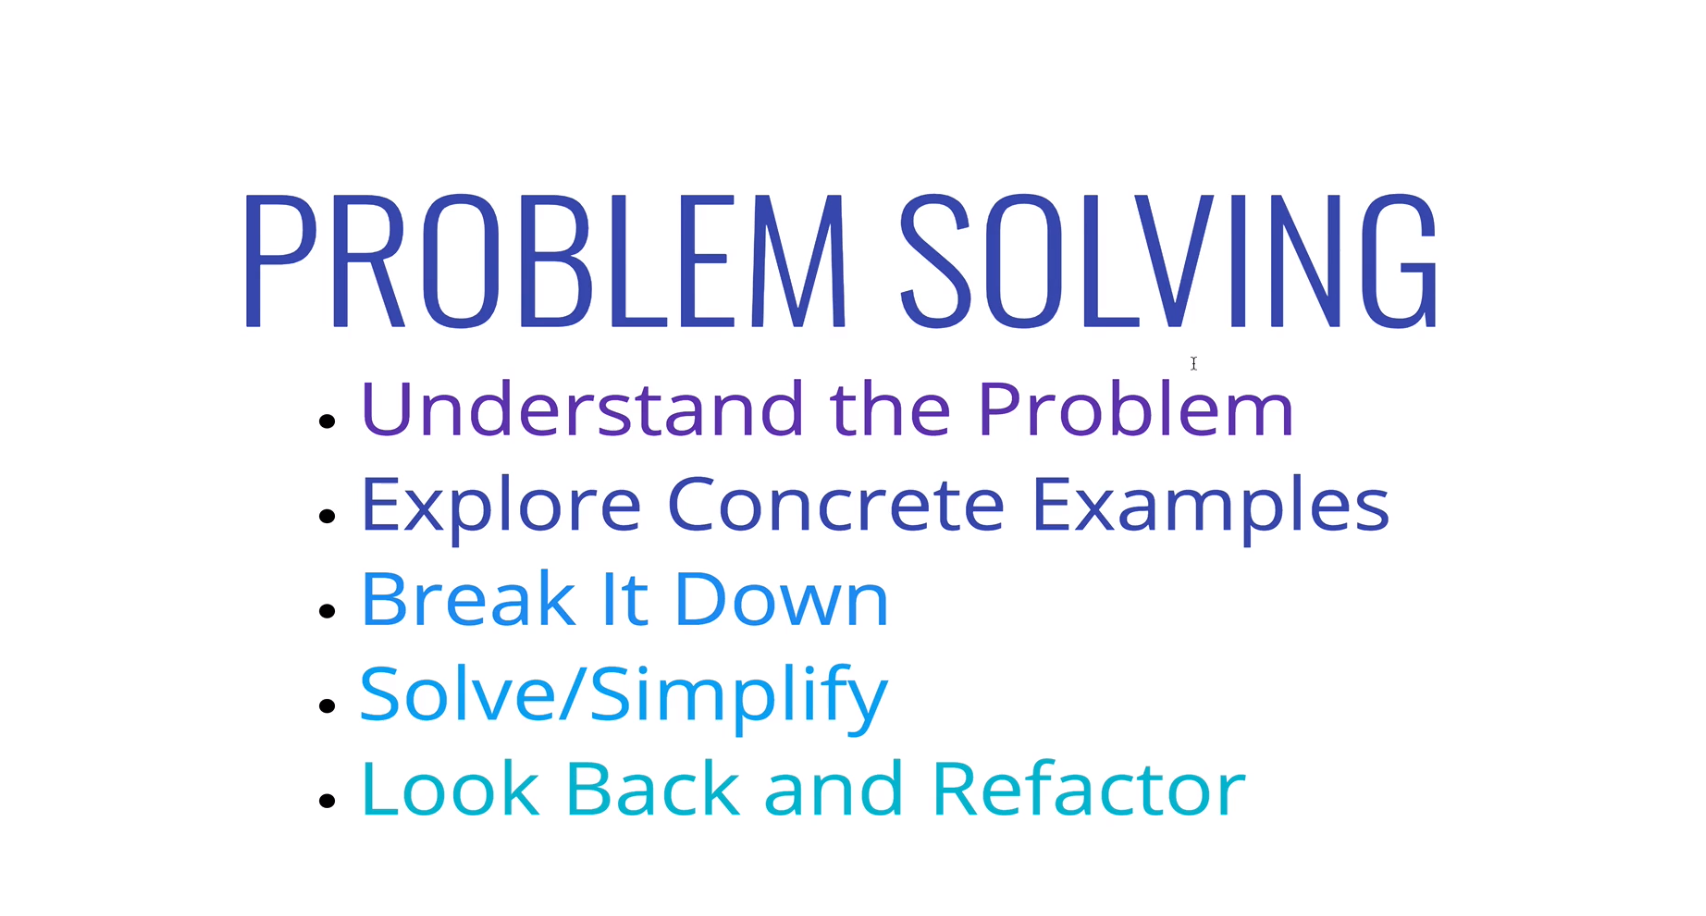 PROBLEM SOLVING
• Understand the Problem
• Explore Concrete Examples
• Break It Down
• Solve/Simplify
• Look Back and Refactor